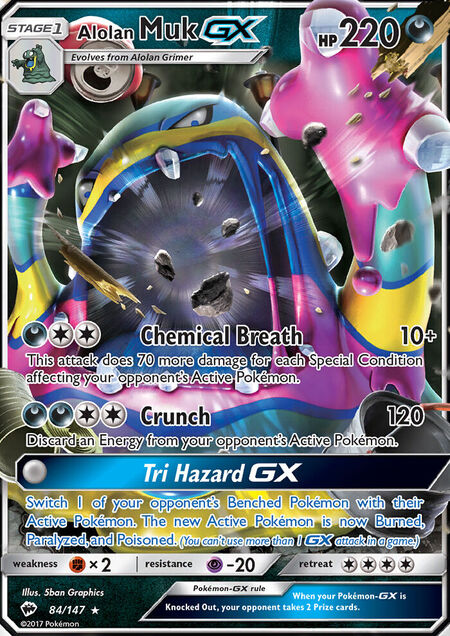 STAGE 1
Alolan Muk GX
HP 220
Evolves from Alolan Grimer
Chemical Breath 10+
This attack does 70 more damage for each Special Condition
affecting your opponent's Active Pokémon.
Crunch 120
Discard an Energy from your opponent's Active Pokémon.
Tri Hazard GX
Switch 1 of your opponent's Benched Pokémon with their
Active Pokémon. The new Active Pokémon is now Burned,
Paralyzed, and Poisoned. (You can't use more than 1 GX attack in a game.)
weakness × 2 resistance -20 retreat
Illus. 5ban Graphics
Pokémon-GX rule
When your Pokémon-GX is
Knocked Out, your opponent takes 2 Prize cards.
84/147
©2017 Pokémon